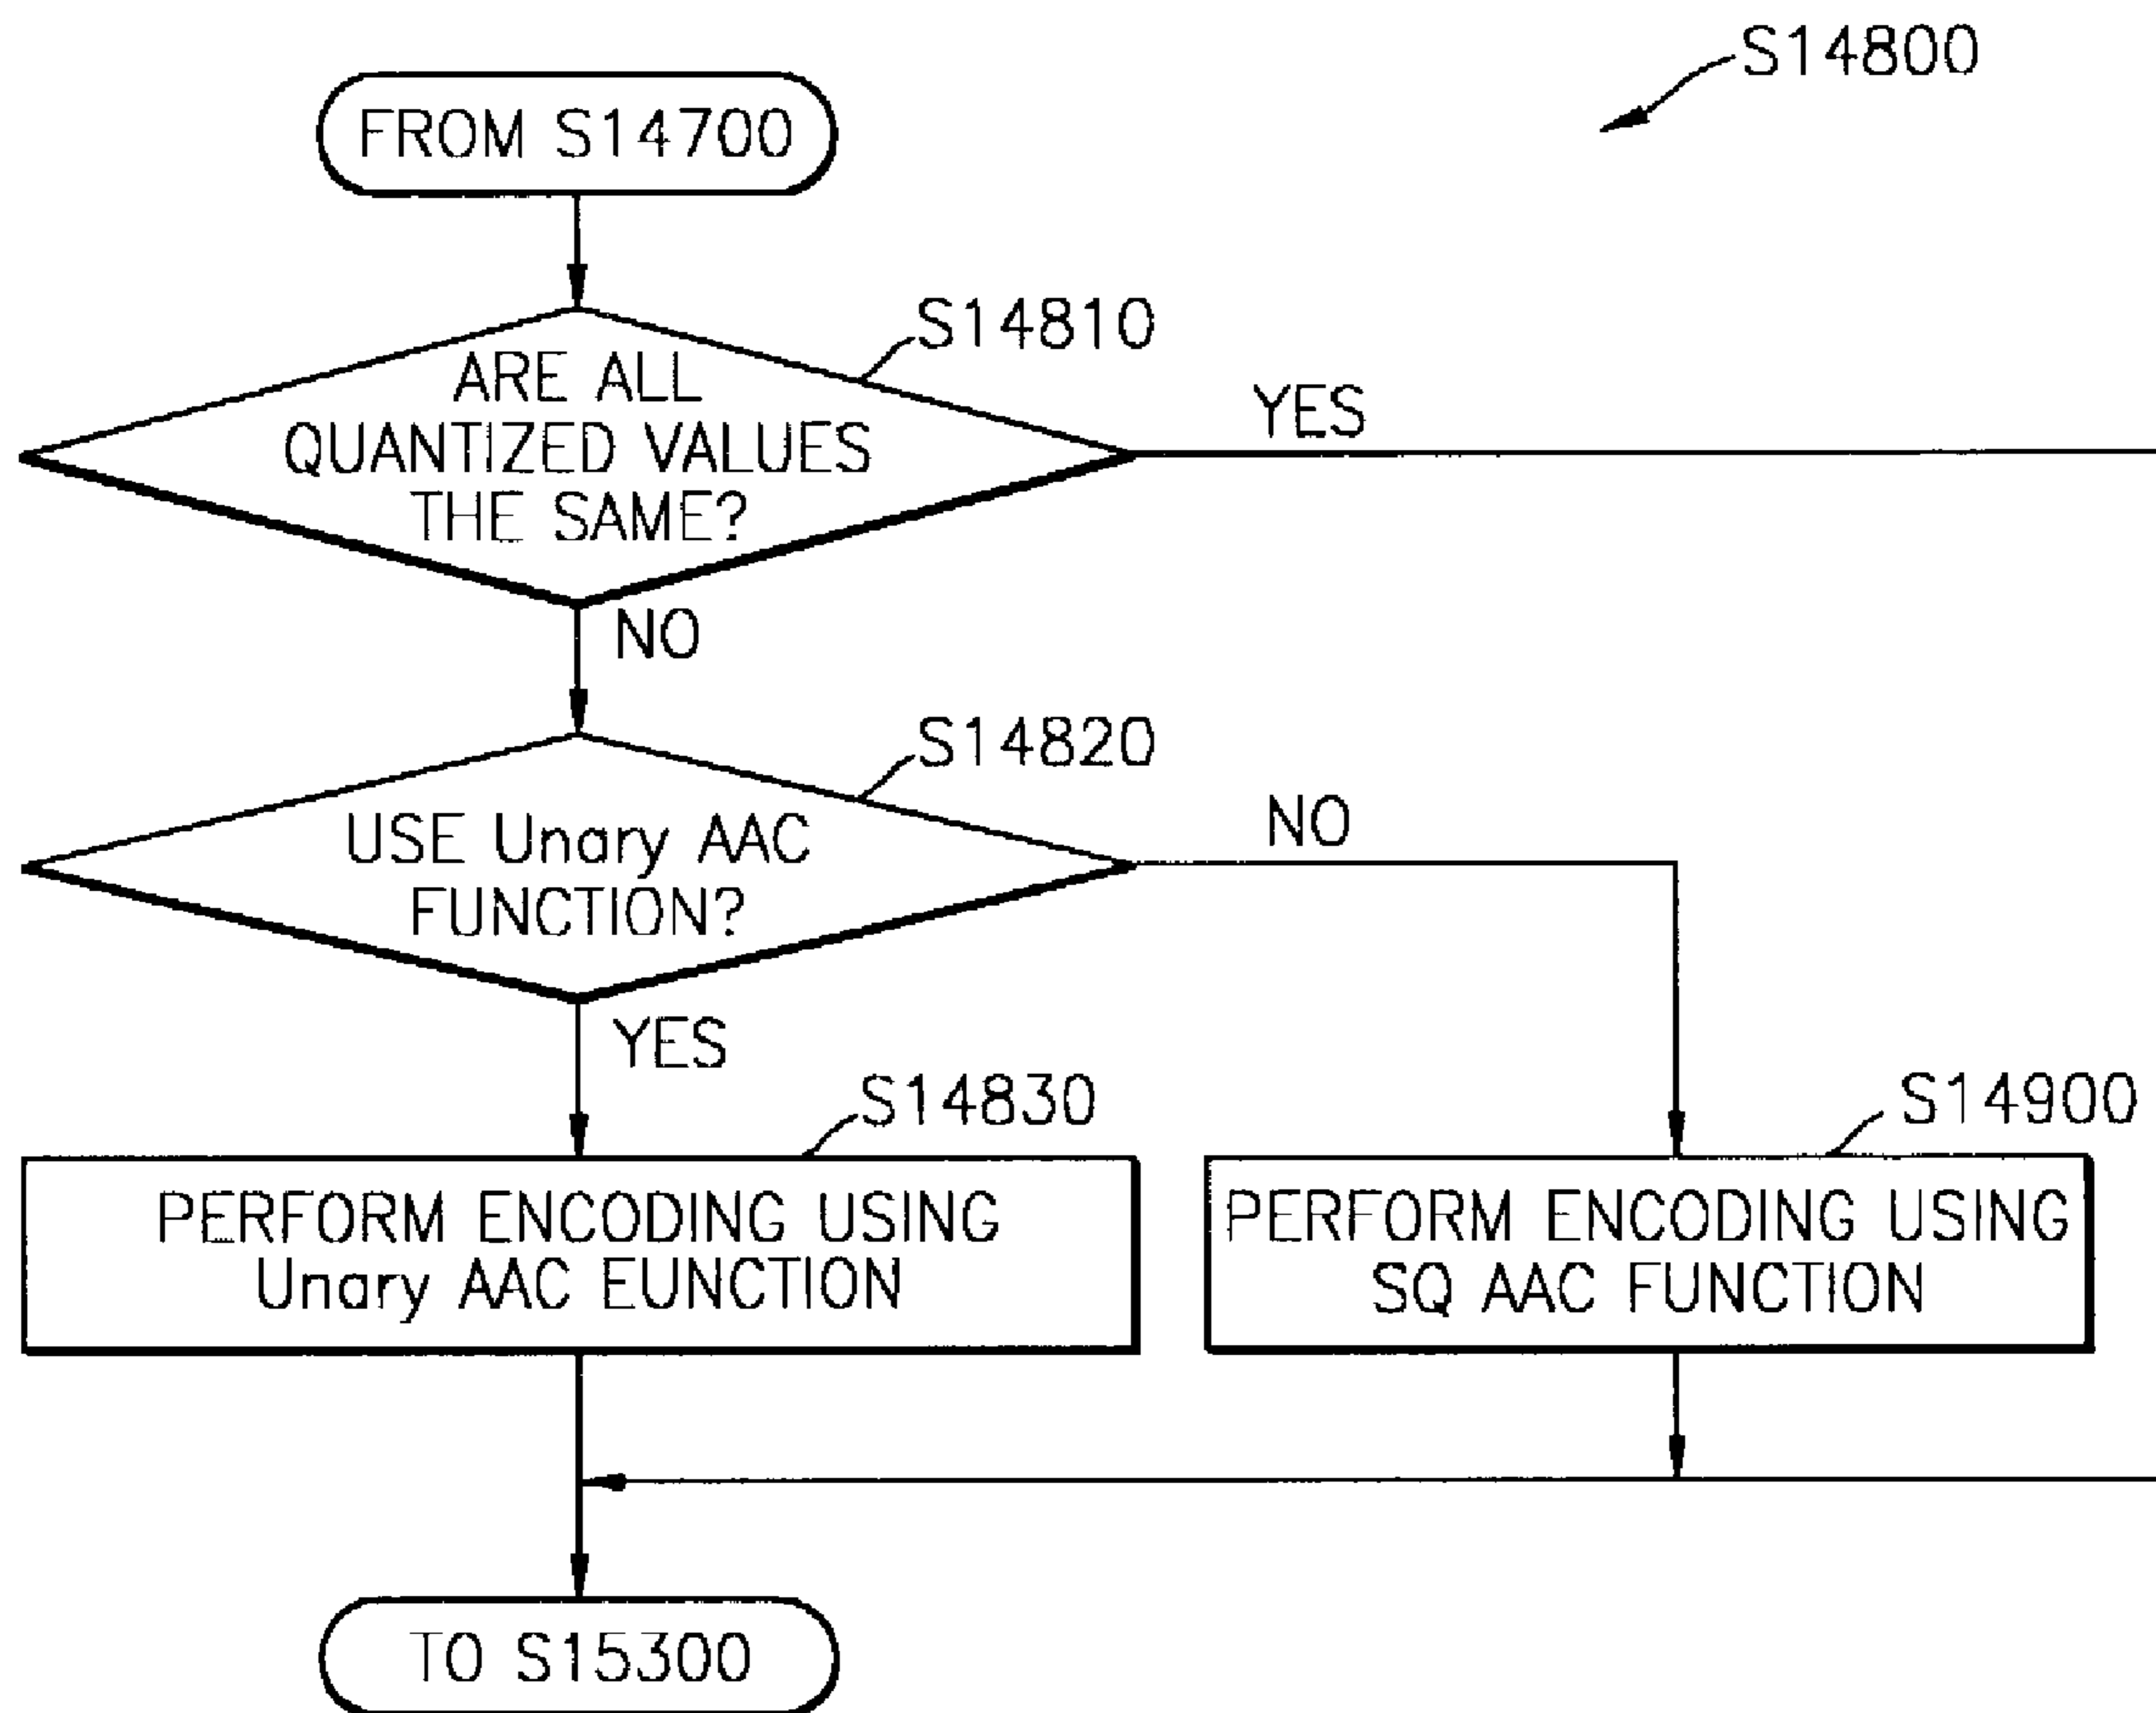 S14800
FROM S14700
S14810
ARE ALL
QUANTIZED VALUES
THE SAME?
YES
NO
S14820
USE Unary AAC
FUNCTION?
NO
YES
S14830
PERFORM ENCODING USING
Unary AAC EUNCTION
S14900
PERFORM ENCODING USING
SQ AAC FUNCTION
TO S15300